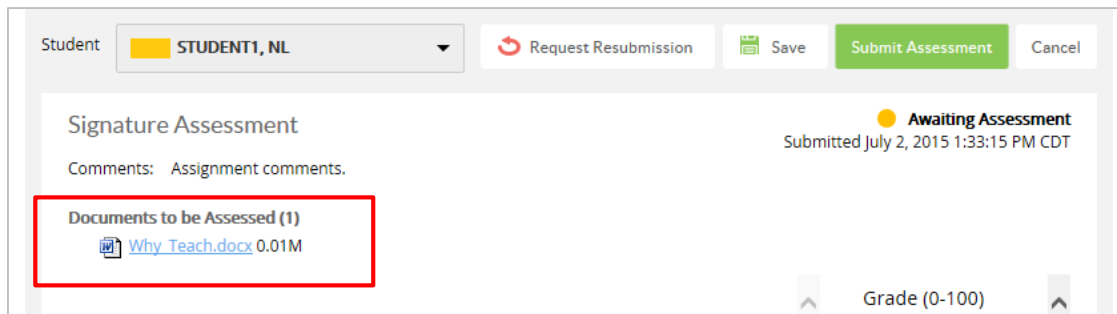 Student STUDENT1, NL Request Resubmission Save Submit Assessment Cancel
Signature Assessment
Awaiting Assessment
Submitted July 2, 2015 1:33:15 PM CDT
Comments: Assignment comments.
Documents to be Assessed (1)
Why_Teach.docx 0.01M
Grade (0-100)